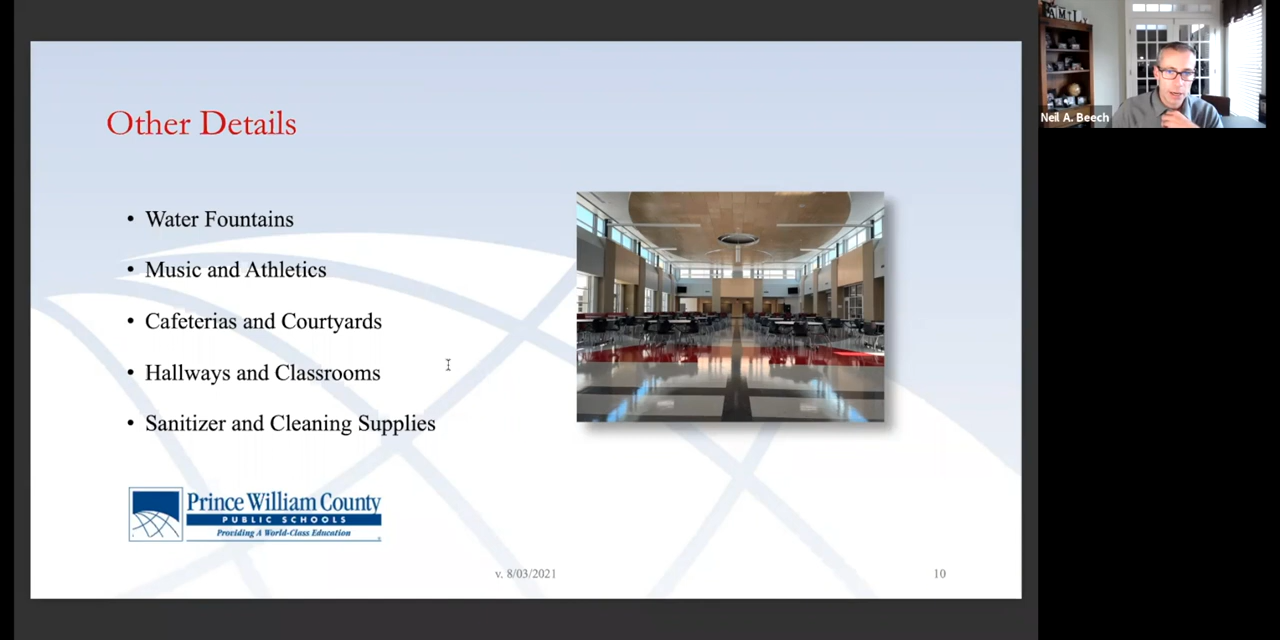 Other Details
• Water Fountains
• Music and Athletics
• Cafeterias and Courtyards
• Hallways and Classrooms
• Sanitizer and Cleaning Supplies
Prince William County
PUBLIC SCHOOLS
Providing A World-Class Education
v. 8/03/2021
10
FAMILY
Neil A. Beech